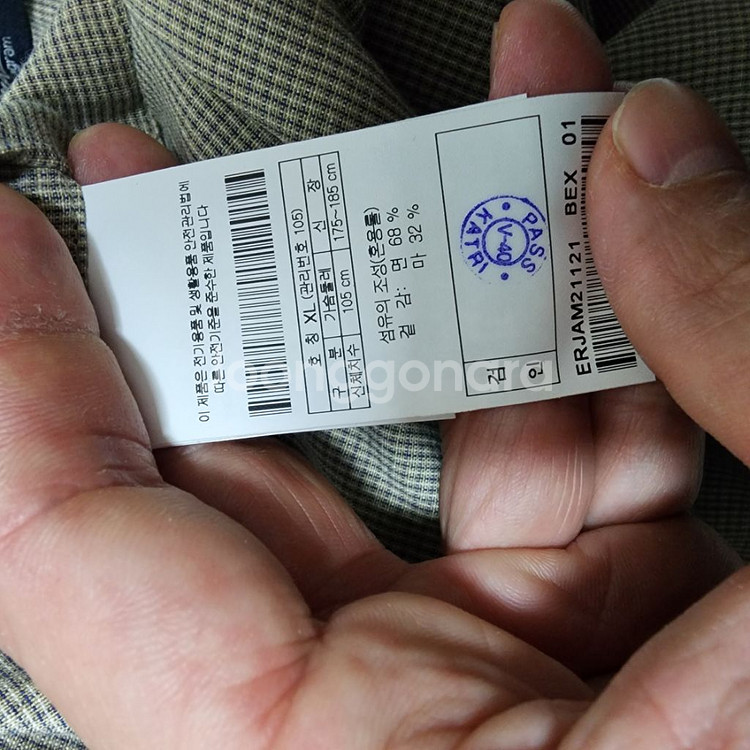 이 제품은 전기용품 및 생활용품 안전관리법에
따른 안전기준을 준수한 제품입니다
호 칭 XL (관리번호 105)
구 분 가슴둘레 신 장
신체치수 105 cm 175~185 cm
섬유의 조성(혼용률)
겉 감: 면 68 %
마 32 %
검 인
PASS
V-40
KATRI
ERJAM21121 BEX 01
gram